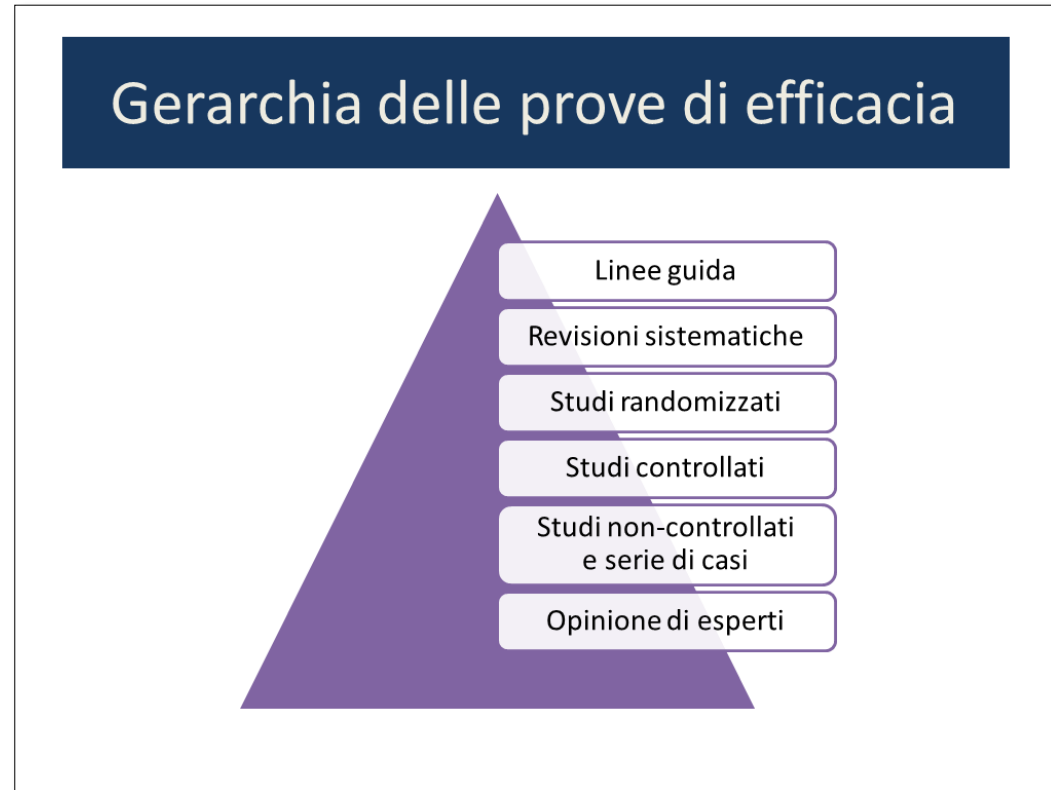 Gerarchia delle prove di efficacia
Linee guida
Revisioni sistematiche
Studi randomizzati
Studi controllati
Studi non-controllati
e serie di casi
Opinione di esperti